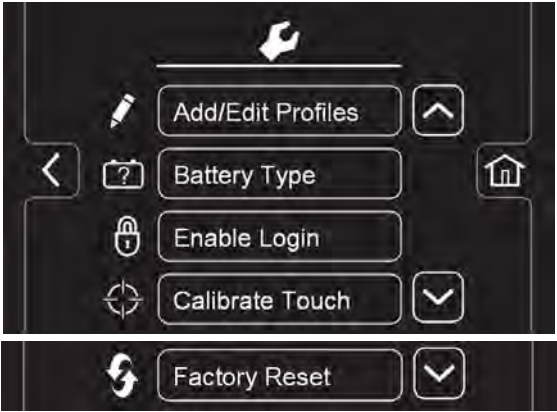 Add/Edit Profiles
Battery Type
Enable Login
Calibrate Touch
Factory Reset